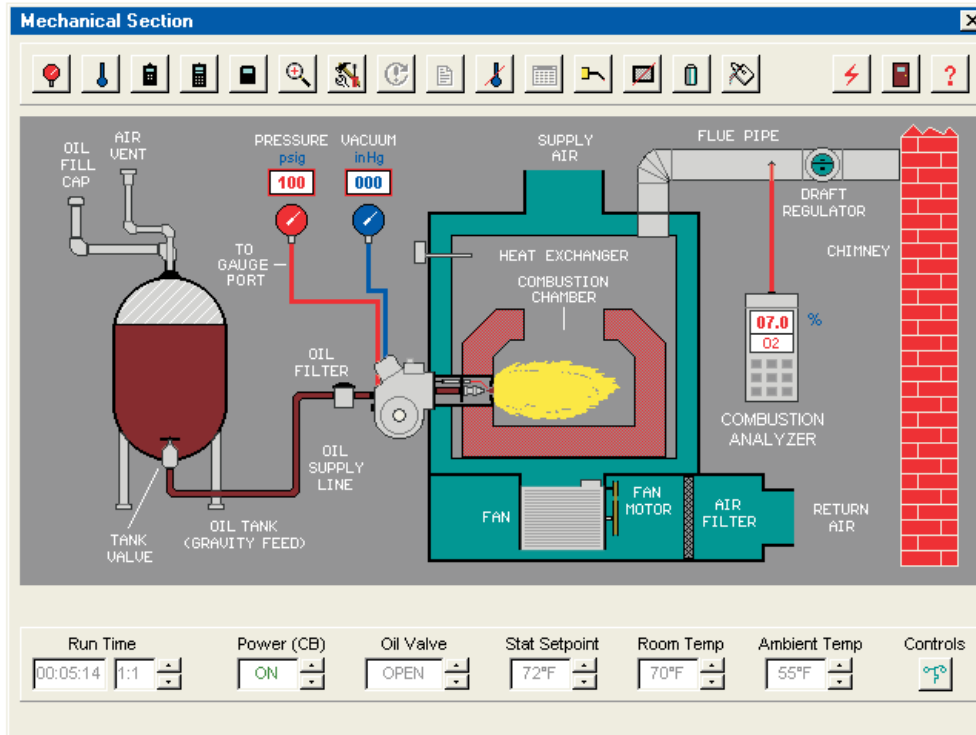 Mechanical Section
?
OIL
FILL
CAP
AIR
VENT
PRESSURE
psig
100
VACUUM
inHg
000
TO
GAUGE
PORT
SUPPLY
AIR
FLUE PIPE
DRAFT
REGULATOR
CHIMNEY
HEAT EXCHANGER
COMBUSTION
CHAMBER
07.0 %
O2
COMBUSTION
ANALYZER
OIL
FILTER
OIL
SUPPLY
LINE
TANK
VALVE
OIL TANK
(GRAVITY FEED)
FAN
FAN
MOTOR
AIR
FILTER
RETURN
AIR
Run Time
00:05:14 1:1
Power (CB)
ON
Oil Valve
OPEN
Stat Setpoint
72°F
Room Temp
70°F
Ambient Temp
55°F
Controls